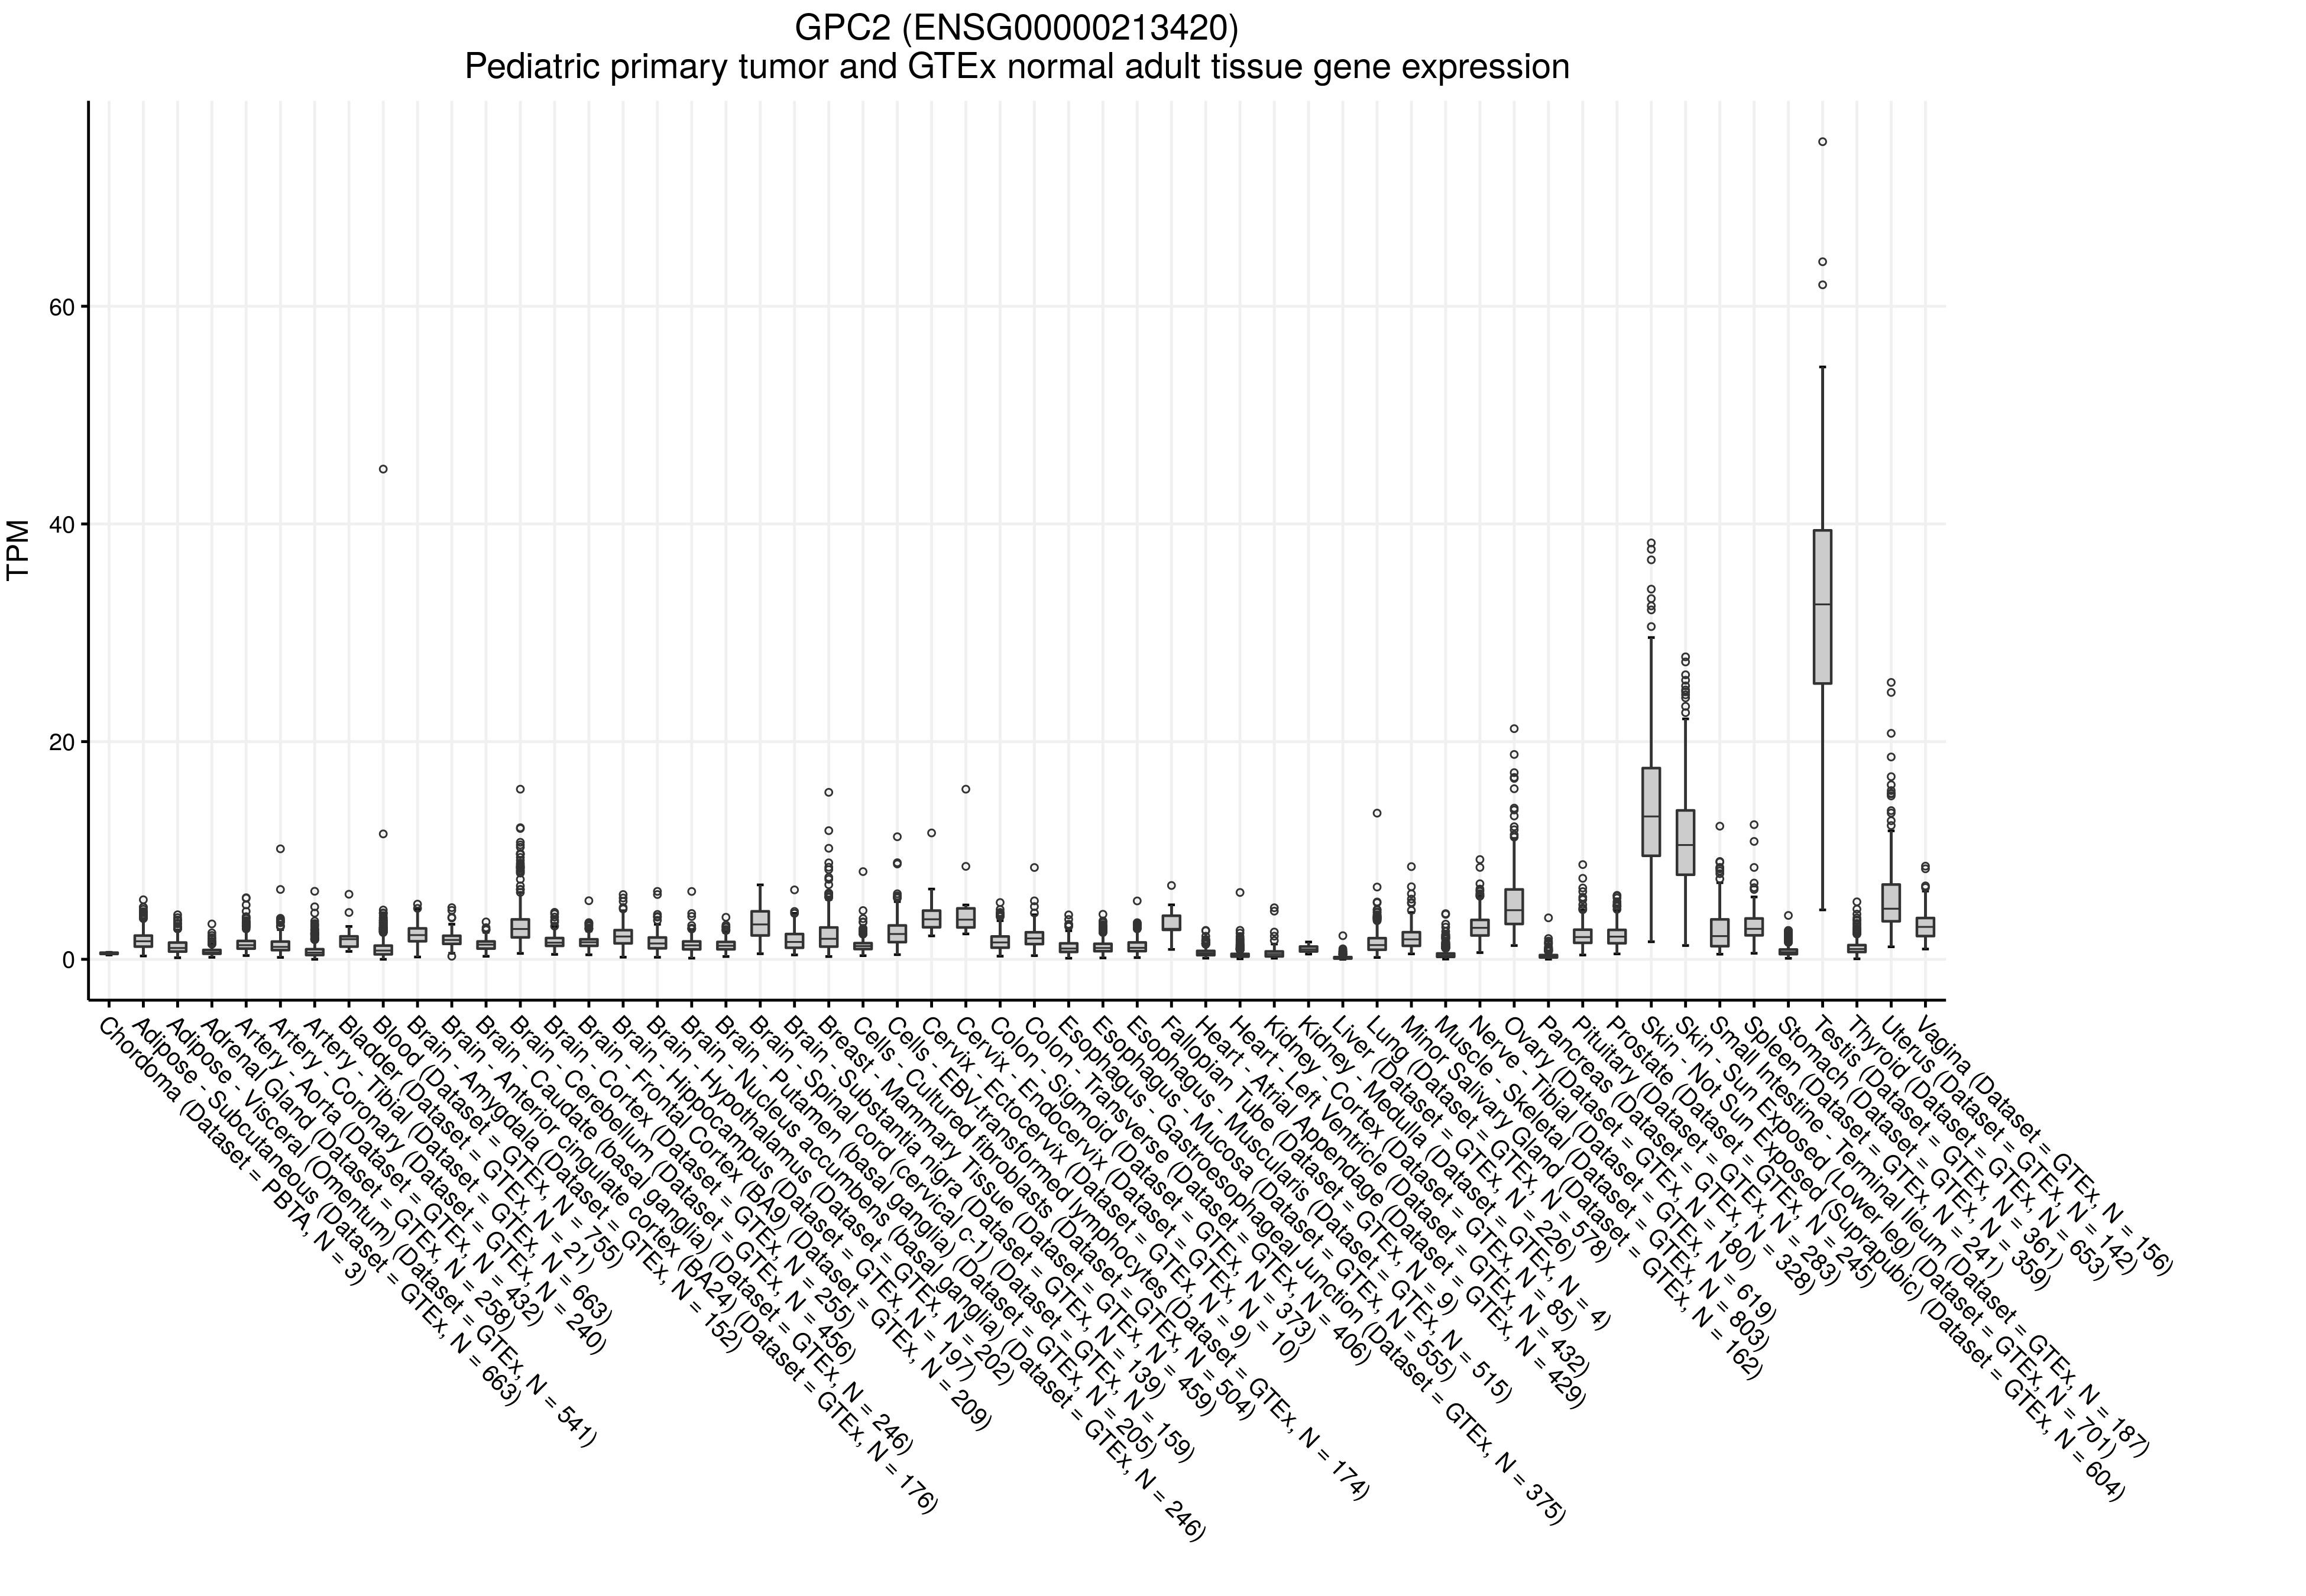 GPC2 (ENSG00000213420)
Pediatric primary tumor and GTEx normal adult tissue gene expression
TPM
60
40
20
0
Chordoma (Dataset = PBTA, N = 3)
Adipose - Subcutaneous (Dataset = GTEx, N = 663)
Adipose - Visceral (Omentum) (Dataset = GTEx, N = 541)
Adrenal Gland (Dataset = GTEx, N = 258)
Artery - Aorta (Dataset = GTEx, N = 432)
Artery - Coronary (Dataset = GTEx, N = 240)
Artery - Tibial (Dataset = GTEx, N = 663)
Bladder (Dataset = GTEx, N = 21)
Blood (Dataset = GTEx, N = 755)
Brain - Amygdala (Dataset = GTEx, N = 152)
Brain - Anterior cingulate cortex (BA24) (Dataset = GTEx, N = 176)
Brain - Caudate (basal ganglia) (Dataset = GTEx, N = 246)
Brain - Cerebellum (Dataset = GTEx, N = 456)
Brain - Cortex (Dataset = GTEx, N = 255)
Brain - Frontal Cortex (BA9) (Dataset = GTEx, N = 209)
Brain - Hippocampus (Dataset = GTEx, N = 197)
Brain - Hypothalamus (Dataset = GTEx, N = 202)
Brain - Nucleus accumbens (basal ganglia) (Dataset = GTEx, N = 246)
Brain - Putamen (basal ganglia) (Dataset = GTEx, N = 205)
Brain - Spinal cord (cervical c-1) (Dataset = GTEx, N = 159)
Brain - Substantia nigra (Dataset = GTEx, N = 139)
Breast - Mammary Tissue (Dataset = GTEx, N = 459)
Cells - Cultured fibroblasts (Dataset = GTEx, N = 504)
Cells - EBV-transformed lymphocytes (Dataset = GTEx, N = 174)
Cervix - Ectocervix (Dataset = GTEx, N = 9)
Cervix - Endocervix (Dataset = GTEx, N = 10)
Colon - Sigmoid (Dataset = GTEx, N = 373)
Colon - Transverse (Dataset = GTEx, N = 406)
Esophagus - Gastroesophageal Junction (Dataset = GTEx, N = 375)
Esophagus - Mucosa (Dataset = GTEx, N = 555)
Esophagus - Muscularis (Dataset = GTEx, N = 515)
Fallopian Tube (Dataset = GTEx, N = 9)
Heart - Atrial Appendage (Dataset = GTEx, N = 429)
Heart - Left Ventricle (Dataset = GTEx, N = 432)
Kidney - Cortex (Dataset = GTEx, N = 85)
Kidney - Medulla (Dataset = GTEx, N = 4)
Liver (Dataset = GTEx, N = 226)
Lung (Dataset = GTEx, N = 578)
Minor Salivary Gland (Dataset = GTEx, N = 162)
Muscle - Skeletal (Dataset = GTEx, N = 803)
Nerve - Tibial (Dataset = GTEx, N = 619)
Ovary (Dataset = GTEx, N = 180)
Pancreas (Dataset = GTEx, N = 328)
Pituitary (Dataset = GTEx, N = 283)
Prostate (Dataset = GTEx, N = 245)
Skin - Not Sun Exposed (Suprapubic) (Dataset = GTEx, N = 604)
Skin - Sun Exposed (Lower leg) (Dataset = GTEx, N = 701)
Small Intestine - Terminal Ileum (Dataset = GTEx, N = 187)
Spleen (Dataset = GTEx, N = 241)
Stomach (Dataset = GTEx, N = 359)
Testis (Dataset = GTEx, N = 361)
Thyroid (Dataset = GTEx, N = 653)
Uterus (Dataset = GTEx, N = 142)
Vagina (Dataset = GTEx, N = 156)